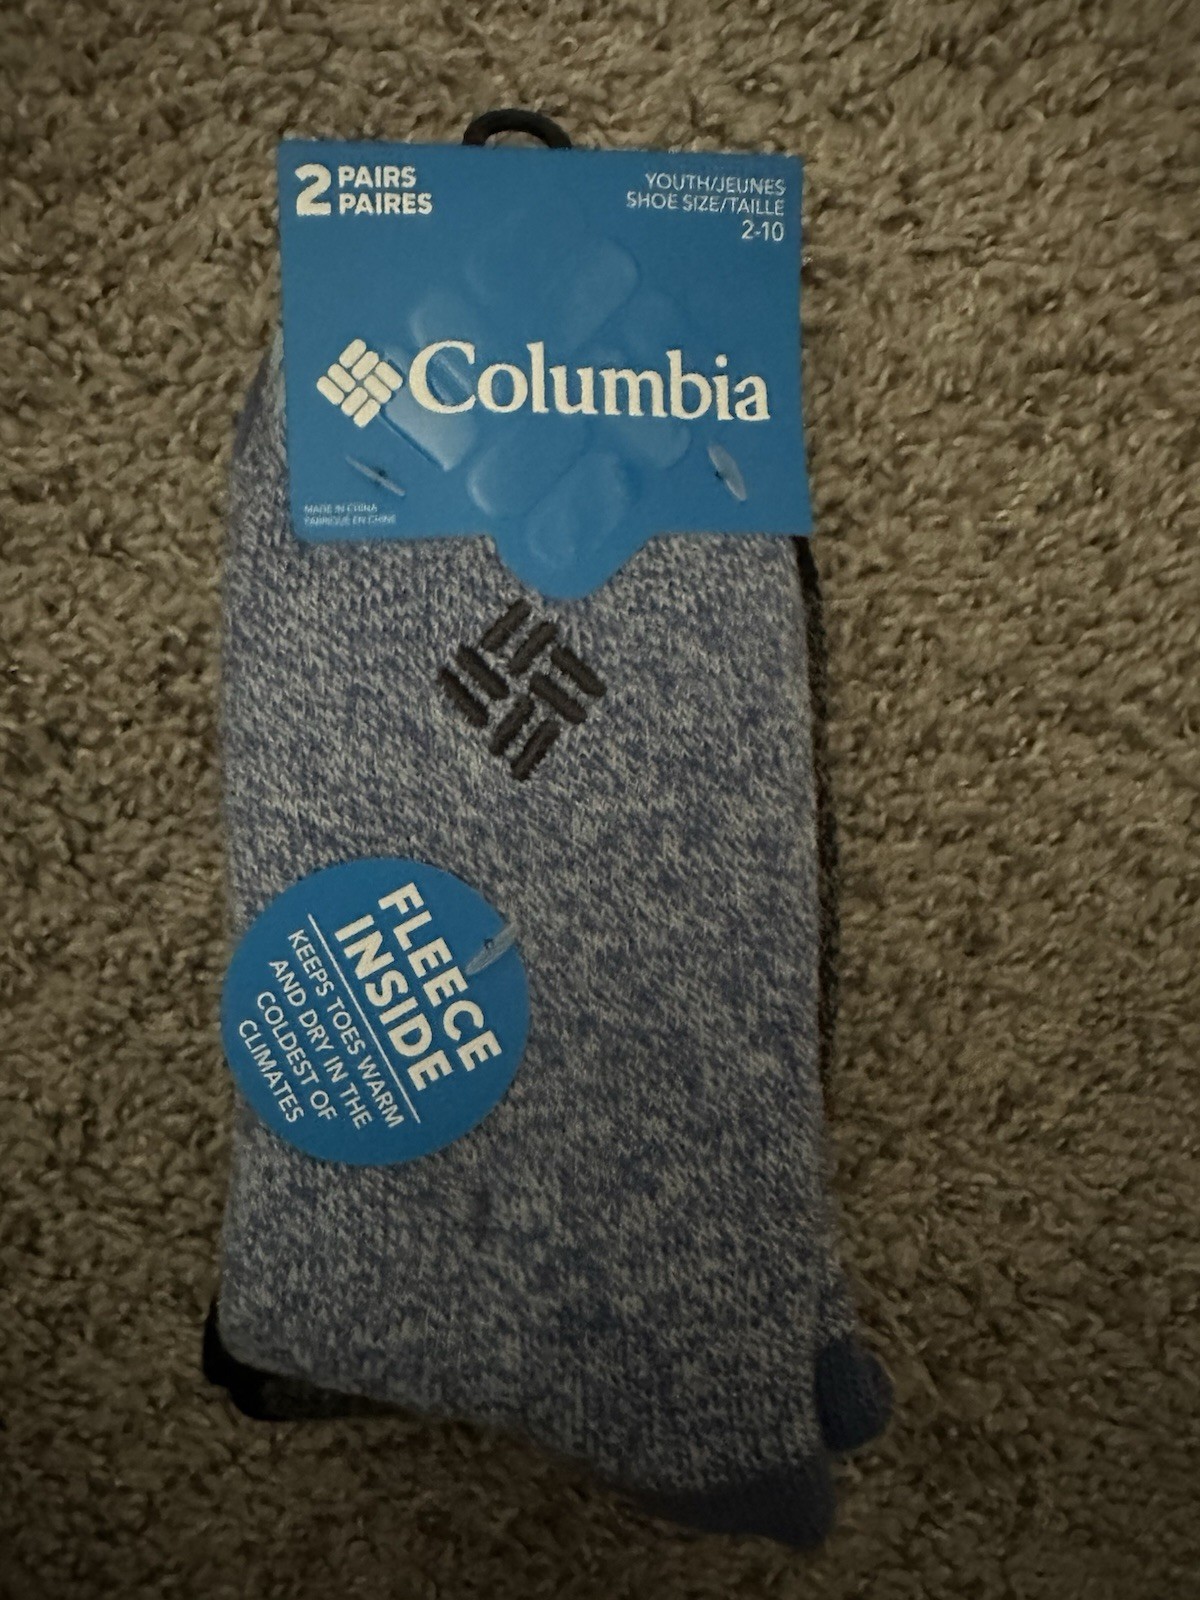 2 PAIRS
PAIRES
YOUTH/JEUNES
SHOE SIZE/TAILLE
2-10
Columbia
MADE IN CHINA
FABRIQUÉ EN CHINE
FLEECE
INSIDE
KEEPS TOES WARM
AND DRY IN THE
COLDEST OF
CLIMATES